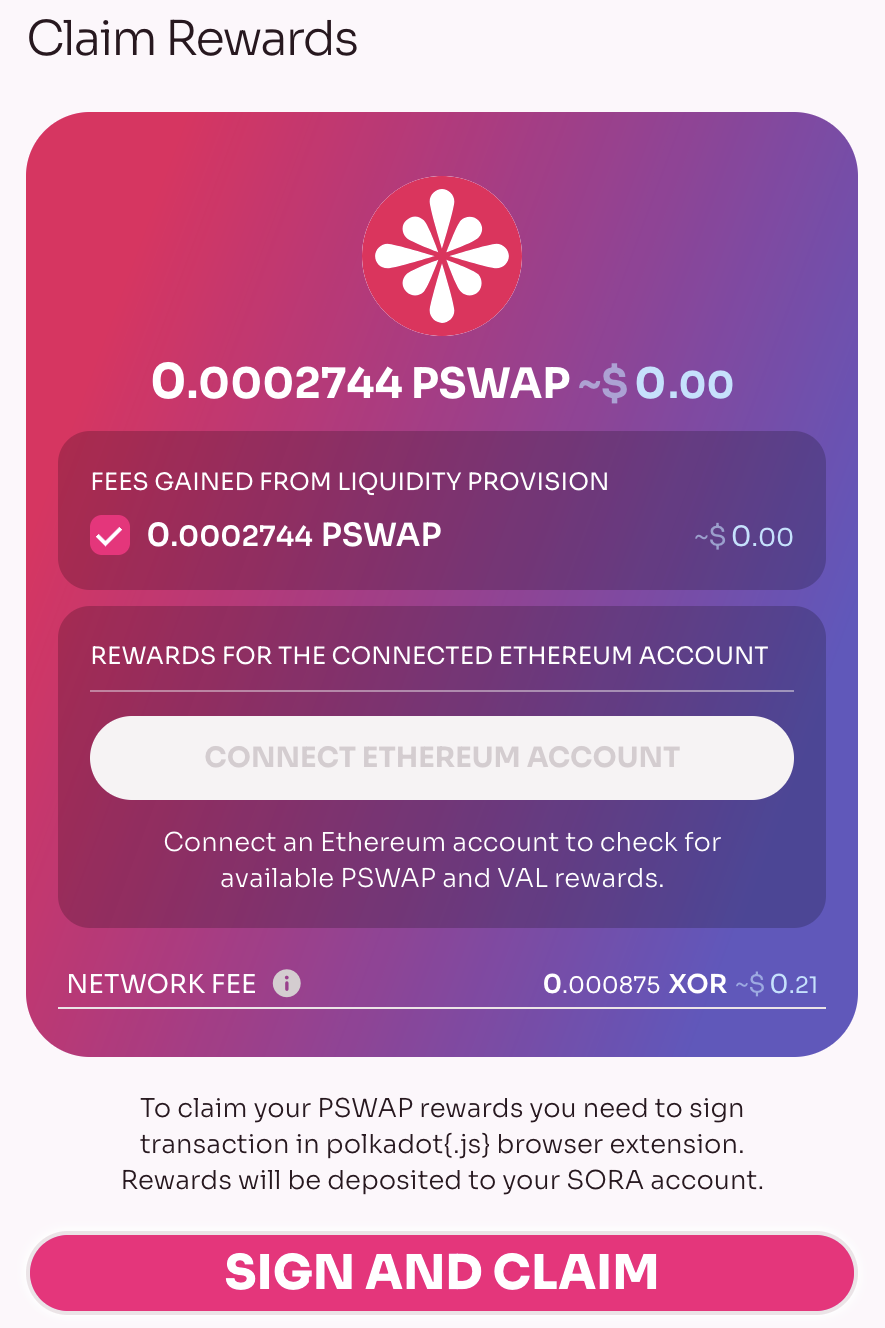 Claim Rewards
0.0002744 PSWAP ~$ 0.00
FEES GAINED FROM LIQUIDITY PROVISION
0.0002744 PSWAP ~$ 0.00
REWARDS FOR THE CONNECTED ETHEREUM ACCOUNT
CONNECT ETHEREUM ACCOUNT
Connect an Ethereum account to check for
available PSWAP and VAL rewards.
NETWORK FEE i 0.000875 XOR ~$ 0.21
To claim your PSWAP rewards you need to sign
transaction in polkadot{.js} browser extension.
Rewards will be deposited to your SORA account.
SIGN AND CLAIM